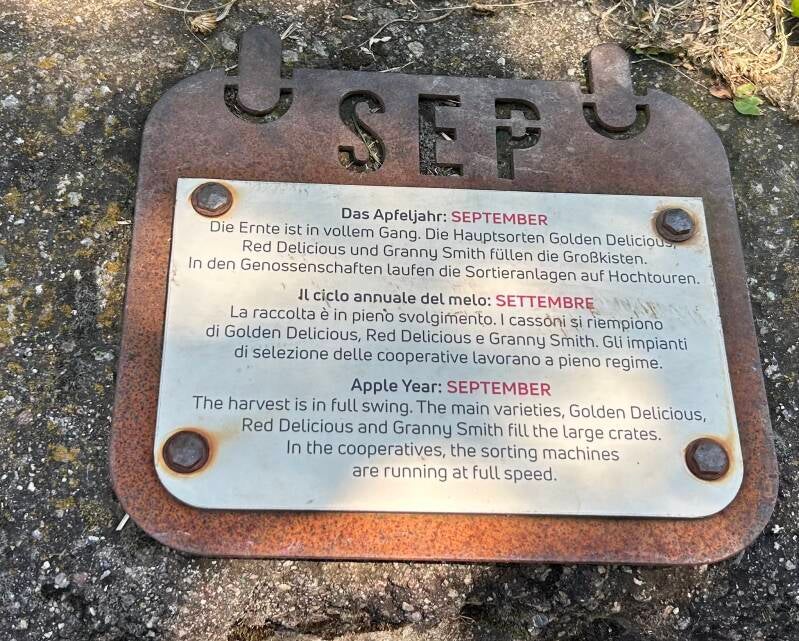 SEP
Das Apfeljahr: SEPTEMBER
Die Ernte ist in vollem Gang. Die Hauptsorten Golden Delicious,
Red Delicious und Granny Smith füllen die Großkisten.
In den Genossenschaften laufen die Sortieranlagen auf Hochtouren.
Il ciclo annuale del melo: SETTEMBRE
La raccolta è in pieno svolgimento. I cassoni si riempiono
di Golden Delicious, Red Delicious e Granny Smith. Gli impianti
di selezione delle cooperative lavorano a pieno regime.
Apple Year: SEPTEMBER
The harvest is in full swing. The main varieties, Golden Delicious,
Red Delicious and Granny Smith fill the large crates.
In the cooperatives, the sorting machines
are running at full speed.